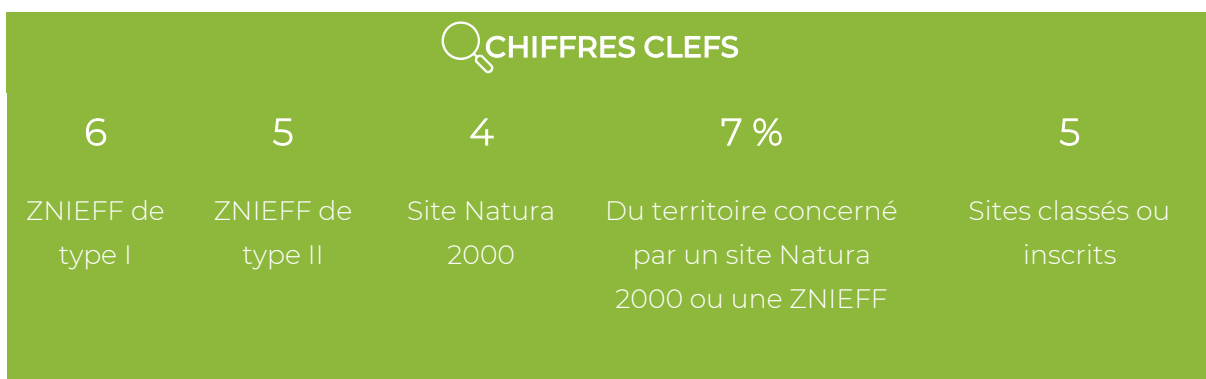 CHIFFRES CLEFS
6
ZNIEFF de
type I
5
ZNIEFF de
type II
4
Site Natura
2000
7 %
Du territoire concerné
par un site Natura
2000 ou une ZNIEFF
5
Sites classés ou
inscrits